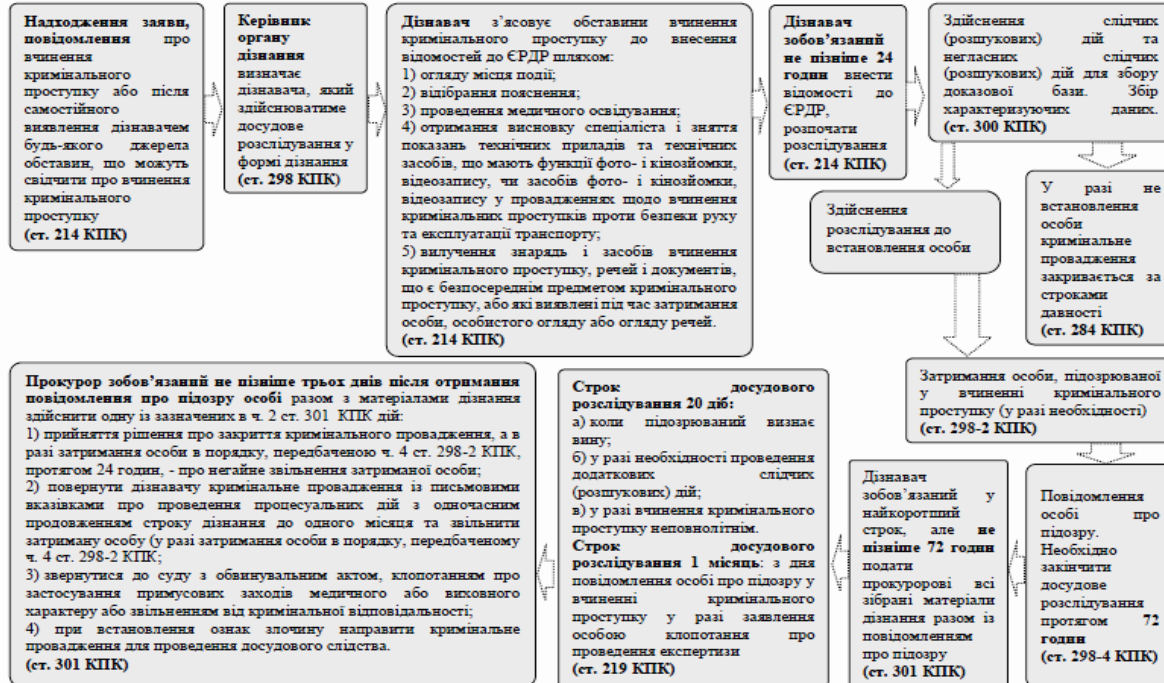 Надходження заяви,
повідомлення про
вчинення
кримінального
проступку або після
самостійного
виявлення дізнавачем
будь-якого джерела
обставин, що можуть
свідчити про вчинення
кримінального
проступку
(ст. 214 КПК)
Керівник
органу
дізнання
визначає
дізнавача, який
здійснюватиме
досудове
розслідування у
формі дізнання
(ст. 298 КПК)
Дізнавач з’ясовує обставини вчинення
кримінального проступку до внесення
відомостей до ЄРДР шляхом:
1) огляду місця події;
2) відібрання пояснення;
3) проведення медичного освідування;
4) отримання висновку спеціаліста і зняття
показань технічних приладів та технічних
засобів, що мають функції фото- і кінозйомки,
відеозапису, чи засобів фото- і кінозйомки,
відеозапису у провадженнях щодо вчинення
кримінальних проступків проти безпеки руху
та експлуатації транспорту;
5) вилучення знарядь і засобів вчинення
кримінального проступку, речей і документів,
що є безпосереднім предметом кримінального
проступку, або які виявлені під час затримання
особи, особистого огляду або огляду речей.
(ст. 214 КПК)
Дізнавач
зобов’язаний
не пізніше 24
годин внести
відомості до
ЄРДР,
розпочати
розслідування
(ст. 214 КПК)
Здійснення слідчих
(розшукових) дій та
негласних слідчих
(розшукових) дій для збору
доказової бази. Збір
характеризуючих даних.
(ст. 300 КПК)
Здійснення
розслідування до
встановлення особи
У разі не
встановлення
особи
кримінальне
провадження
закривається за
строками
давності
(ст. 284 КПК)
Затримання особи, підозрюваної
у вчиненні кримінального
проступку (у разі необхідності)
(ст. 298-2 КПК)
Повідомлення
особі про
підозру.
Необхідно
закінчити
досудове
розслідування
протягом 72
годин
(ст. 298-4 КПК)
Дізнавач
зобов’язаний у
найкоротший
строк, але не
пізніше 72 годин
подати
прокуророві всі
зібрані матеріали
дізнання разом із
повідомленням
про підозру
(ст. 301 КПК)
Строк досудового
розслідування 20 діб:
а) коли підозрюваний визнає
вину;
б) у разі необхідності проведення
додаткових слідчих
(розшукових) дій;
в) у разі вчинення кримінального
проступку неповнолітнім.
Строк досудового
розслідування 1 місяць: з дня
повідомлення особі про підозру у
вчиненні кримінального
проступку у разі заявлення
особою клопотання про
проведення експертизи
(ст. 219 КПК)
Прокурор зобов’язаний не пізніше трьох днів після отримання
повідомлення про підозру особі разом з матеріалами дізнання
здійснити одну із зазначених в ч. 2 ст. 301 КПК дій:
1) прийняття рішення про закриття кримінального провадження, а в
разі затримання особи в порядку, передбаченою ч. 4 ст. 298-2 КПК,
протягом 24 годин, - про негайне звільнення затриманої особи;
2) повернути дізнавачу кримінальне провадження із письмовими
вказівками про проведення процесуальних дій з одночасним
продовженням строку дізнання до одного місяця та звільнити
затриману особу (у разі затримання особи в порядку, передбаченому
ч. 4 ст. 298-2 КПК;
3) звернутися до суду з обвинувальним актом, клопотанням про
застосування примусових заходів медичного або виховного
характеру або звільненням від кримінальної відповідальності;
4) при встановлення ознак злочину направити кримінальне
провадження для проведення досудового слідства.
(ст. 301 КПК)